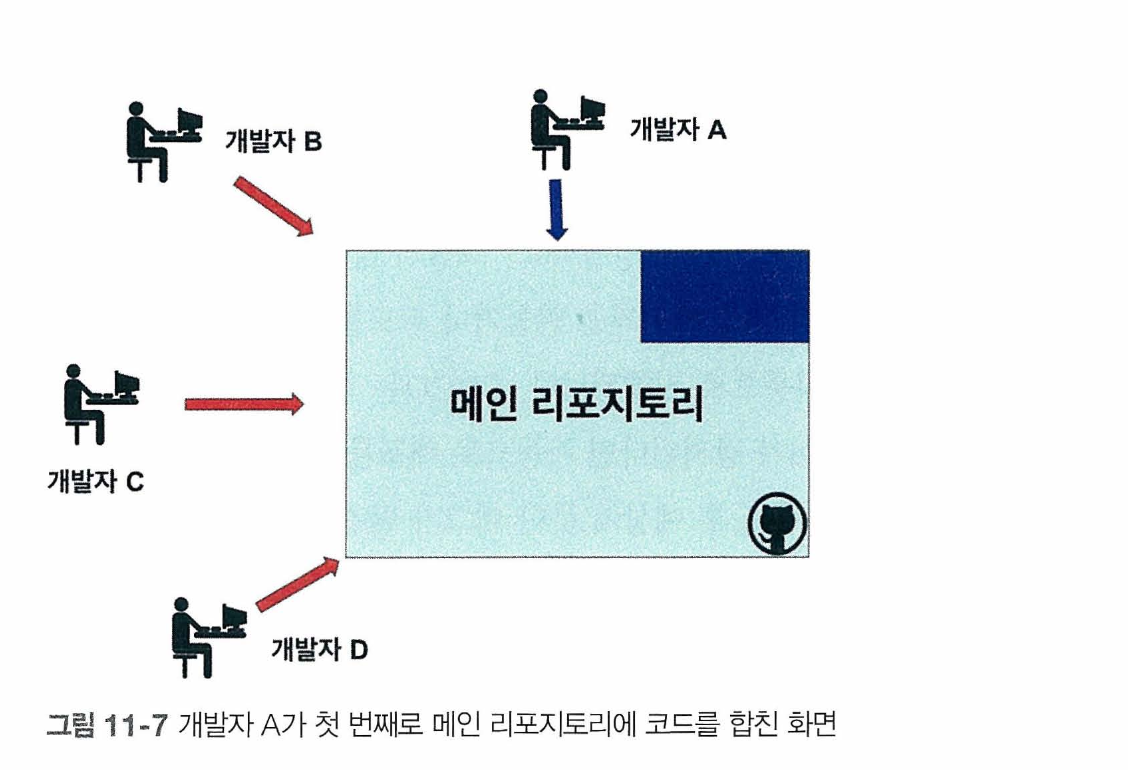 개발자 B
개발자 A
메인 리포지토리
개발자 C
개발자 D
그림 11-7 개발자 A가 첫 번째로 메인 리포지토리에 코드를 합친 화면